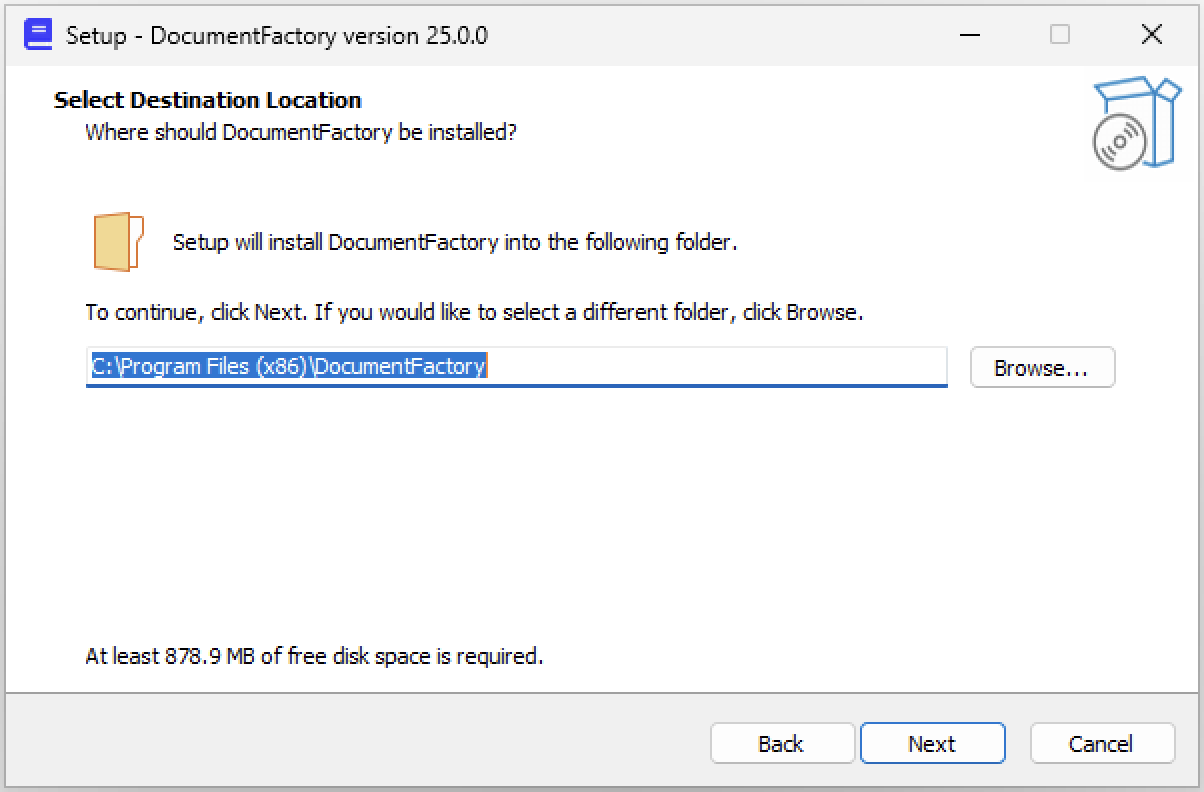 Setup - DocumentFactory version 25.0.0
Select Destination Location
Where should DocumentFactory be installed?
Setup will install DocumentFactory into the following folder.
To continue, click Next. If you would like to select a different folder, click Browse.
C:\Program Files (x86)\DocumentFactory
Browse...
At least 878.9 MB of free disk space is required.
Back
Next
Cancel